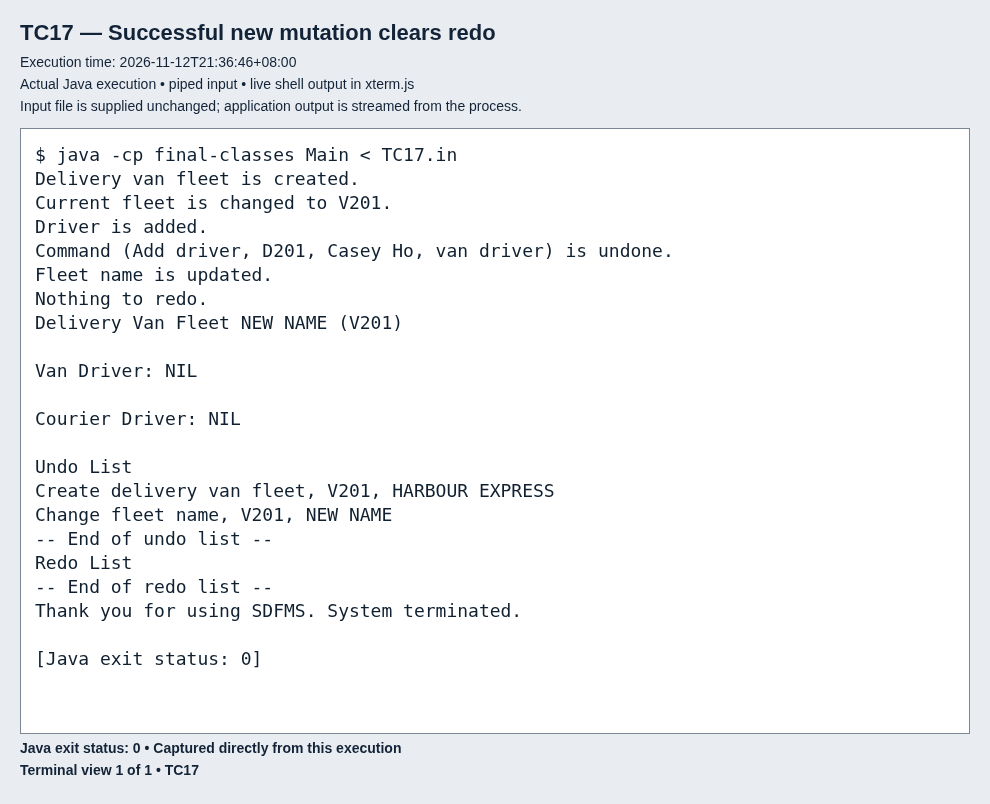 TC17 — Successful new mutation clears redo
Execution time: 2026-11-12T21:36:46+08:00
Actual Java execution • piped input • live shell output in xterm.js
Input file is supplied unchanged; application output is streamed from the process.
$ java -cp final-classes Main < TC17.in
Delivery van fleet is created.
Current fleet is changed to V201.
Driver is added.
Command (Add driver, D201, Casey Ho, van driver) is undone.
Fleet name is updated.
Nothing to redo.
Delivery Van Fleet NEW NAME (V201)
Van Driver: NIL
Courier Driver: NIL
Undo List
Create delivery van fleet, V201, HARBOUR EXPRESS
Change fleet name, V201, NEW NAME
-- End of undo list --
Redo List
-- End of redo list --
Thank you for using SDFMS. System terminated.
[Java exit status: 0]
Java exit status: 0 • Captured directly from this execution
Terminal view 1 of 1 • TC17